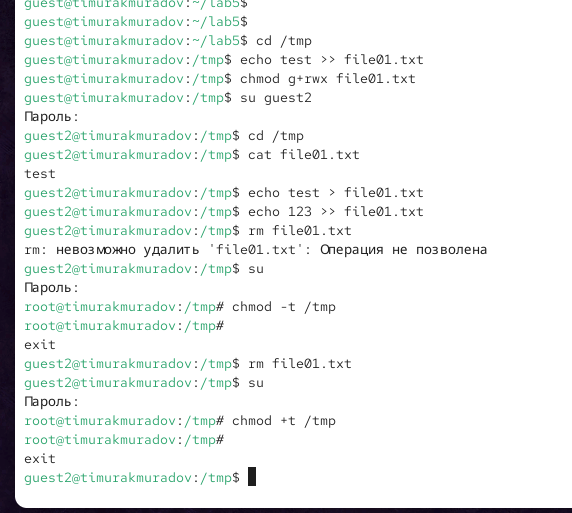 guest@timurakmuradov:~/lab5$
guest@timurakmuradov:~/lab5$
guest@timurakmuradov:~/lab5$ cd /tmp
guest@timurakmuradov:/tmp$ echo test >> file01.txt
guest@timurakmuradov:/tmp$ chmod g+rwx file01.txt
guest@timurakmuradov:/tmp$ su guest2
Пароль:
guest2@timurakmuradov:/tmp$ cd /tmp
guest2@timurakmuradov:/tmp$ cat file01.txt
test
guest2@timurakmuradov:/tmp$ echo test > file01.txt
guest2@timurakmuradov:/tmp$ echo 123 >> file01.txt
guest2@timurakmuradov:/tmp$ rm file01.txt
rm: невозможно удалить 'file01.txt': Операция не позволена
guest2@timurakmuradov:/tmp$ su
Пароль:
root@timurakmuradov:/tmp# chmod -t /tmp
root@timurakmuradov:/tmp#
exit
guest2@timurakmuradov:/tmp$ rm file01.txt
guest2@timurakmuradov:/tmp$ su
Пароль:
root@timurakmuradov:/tmp# chmod +t /tmp
root@timurakmuradov:/tmp#
exit
guest2@timurakmuradov:/tmp$